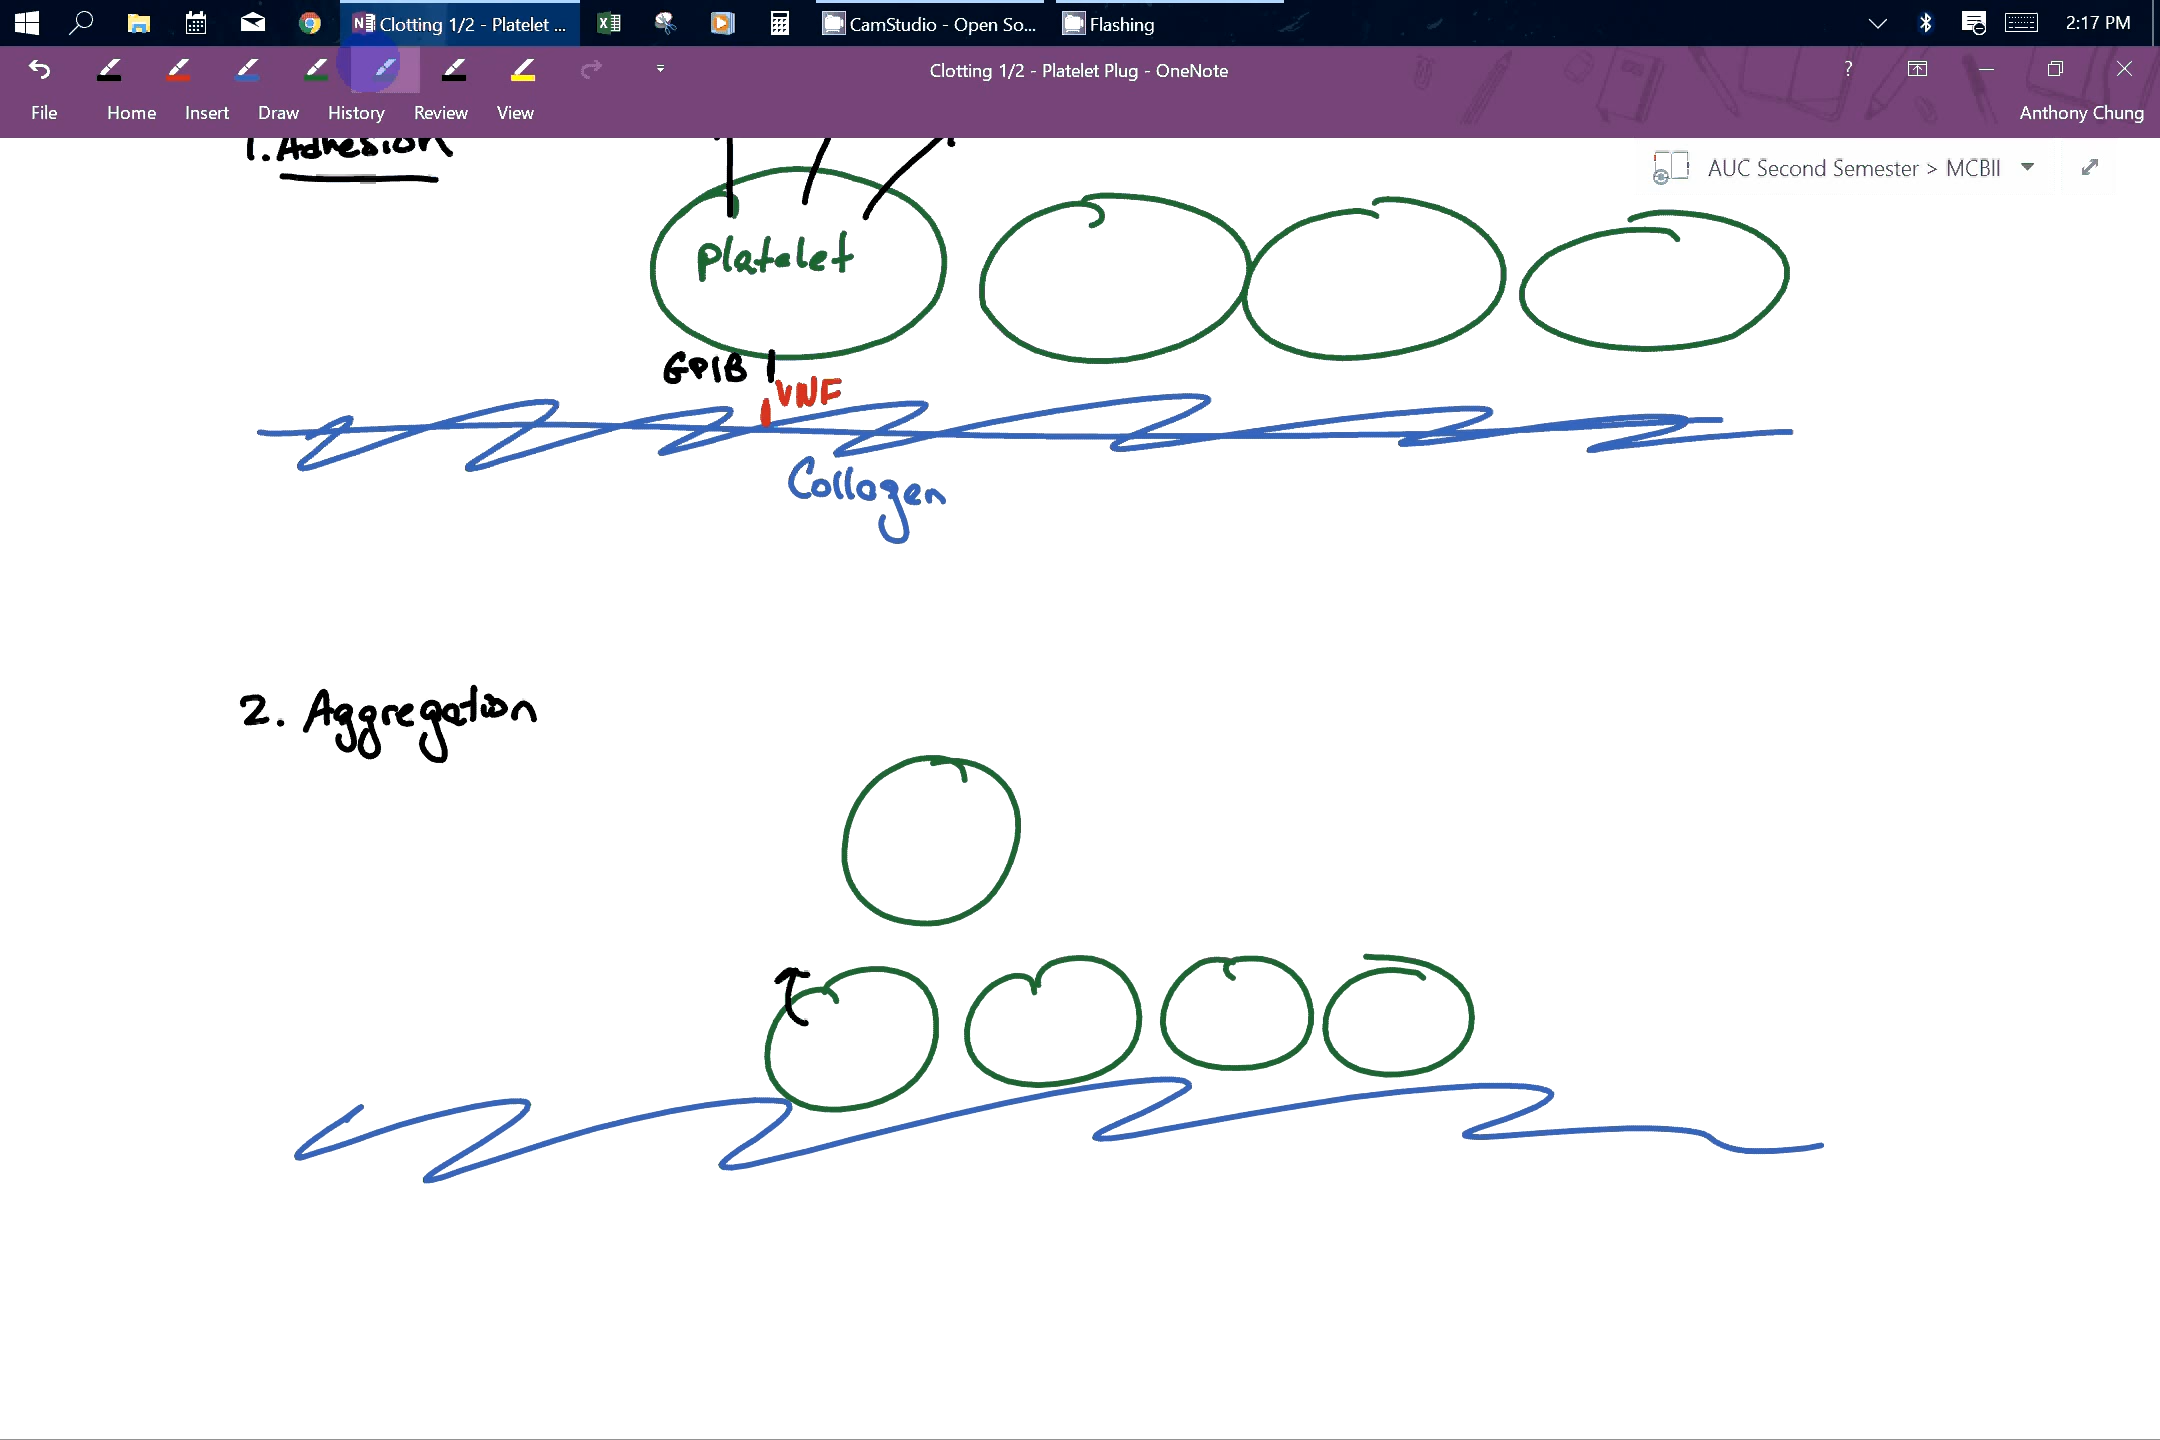 Clotting 1/2 - Platelet ...
CamStudio - Open So...
Flashing
2:17 PM
Clotting 1/2 - Platelet Plug - OneNote
?
File Home Insert Draw History Review View
Anthony Chung
1. Adhesion
AUC Second Semester > MCBII
Platelet
GPIB
VNF
Collagen
2. Aggregation